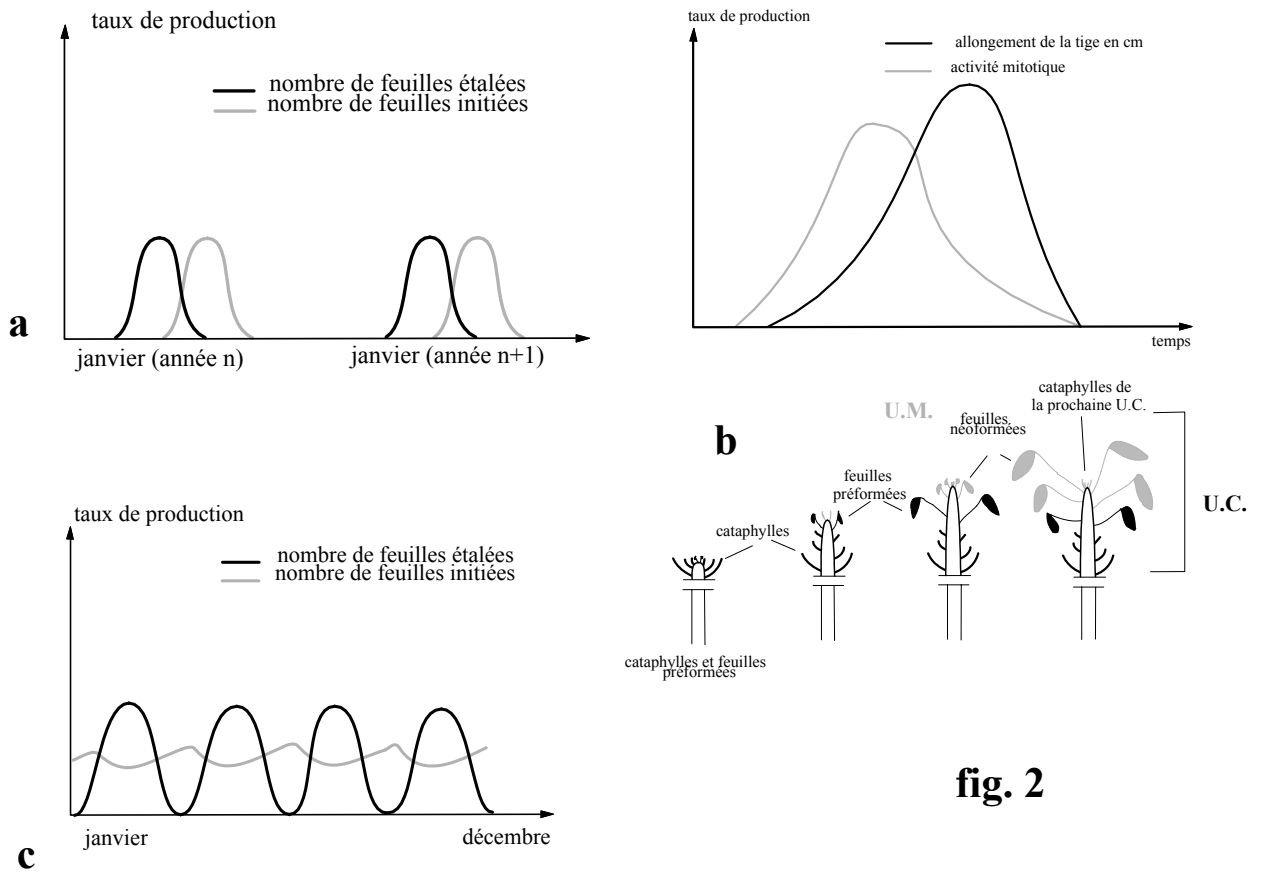 taux de production
nombre de feuilles étalées
nombre de feuilles initiées
a
janvier (année n)
janvier (année n+1)
taux de production
allongement de la tige en cm
activité mitotique
temps
b
U.M.
cataphylles de
la prochaine U.C.
feuilles
néoformées
feuilles
préformées
cataphylles
U.C.
cataphylles et feuilles
préformées
taux de production
nombre de feuilles étalées
nombre de feuilles initiées
janvier
décembre
c
fig. 2